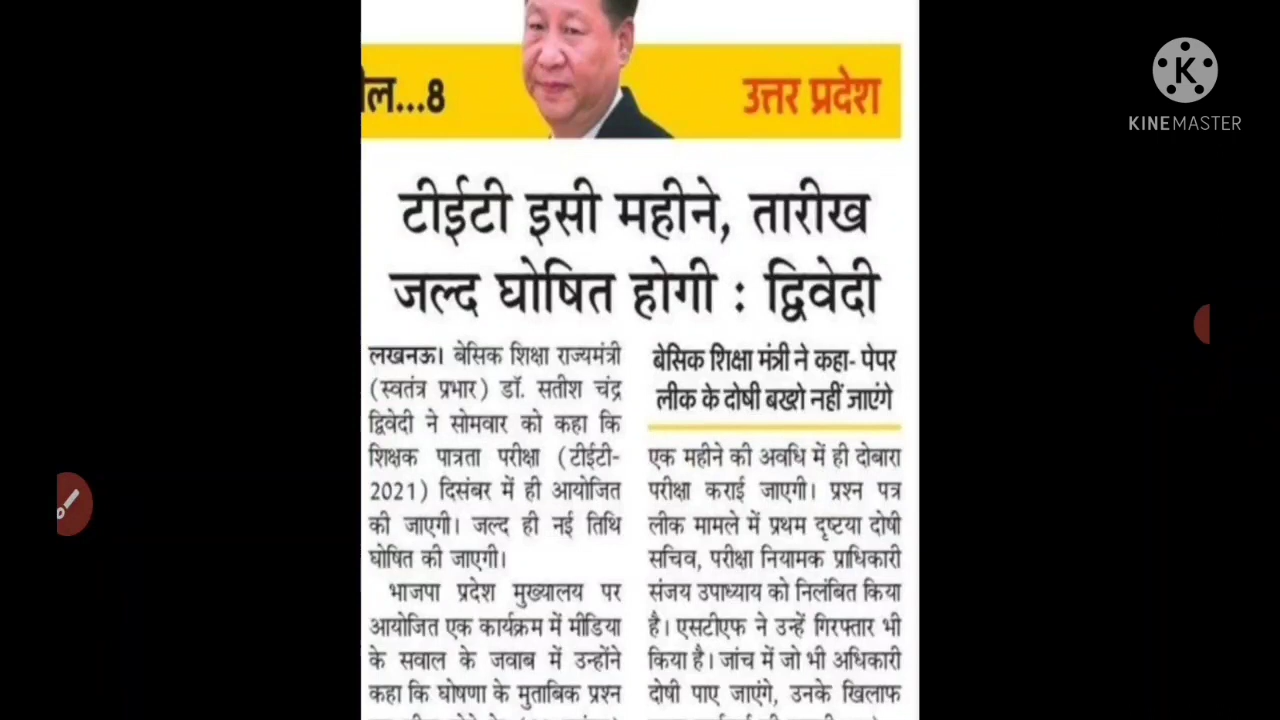 ल...8
उत्तर प्रदेश
KINEMASTER
टीईटी इसी महीने, तारीख
जल्द घोषित होगी : द्विवेदी
लखनऊ। बेसिक शिक्षा राज्यमंत्री
(स्वतंत्र प्रभार) डॉ. सतीश चंद्र
द्विवेदी ने सोमवार को कहा कि
शिक्षक पात्रता परीक्षा (टीईटी-
2021) दिसंबर में ही आयोजित
की जाएगी। जल्द ही नई तिथि
घोषित की जाएगी।
भाजपा प्रदेश मुख्यालय पर
आयोजित एक कार्यक्रम में मीडिया
के सवाल के जवाब में उन्होंने
कहा कि घोषणा के मुताबिक प्रश्न
बेसिक शिक्षा मंत्री ने कहा- पेपर
लीक के दोषी बख्शे नहीं जाएंगे
एक महीने की अवधि में ही दोबारा
परीक्षा कराई जाएगी। प्रश्न पत्र
लीक मामले में प्रथम दृष्टया दोषी
सचिव, परीक्षा नियामक प्राधिकारी
संजय उपाध्याय को निलंबित किया
है। एसटीएफ ने उन्हें गिरफ्तार भी
किया है। जांच में जो भी अधिकारी
दोषी पाए जाएंगे, उनके खिलाफ